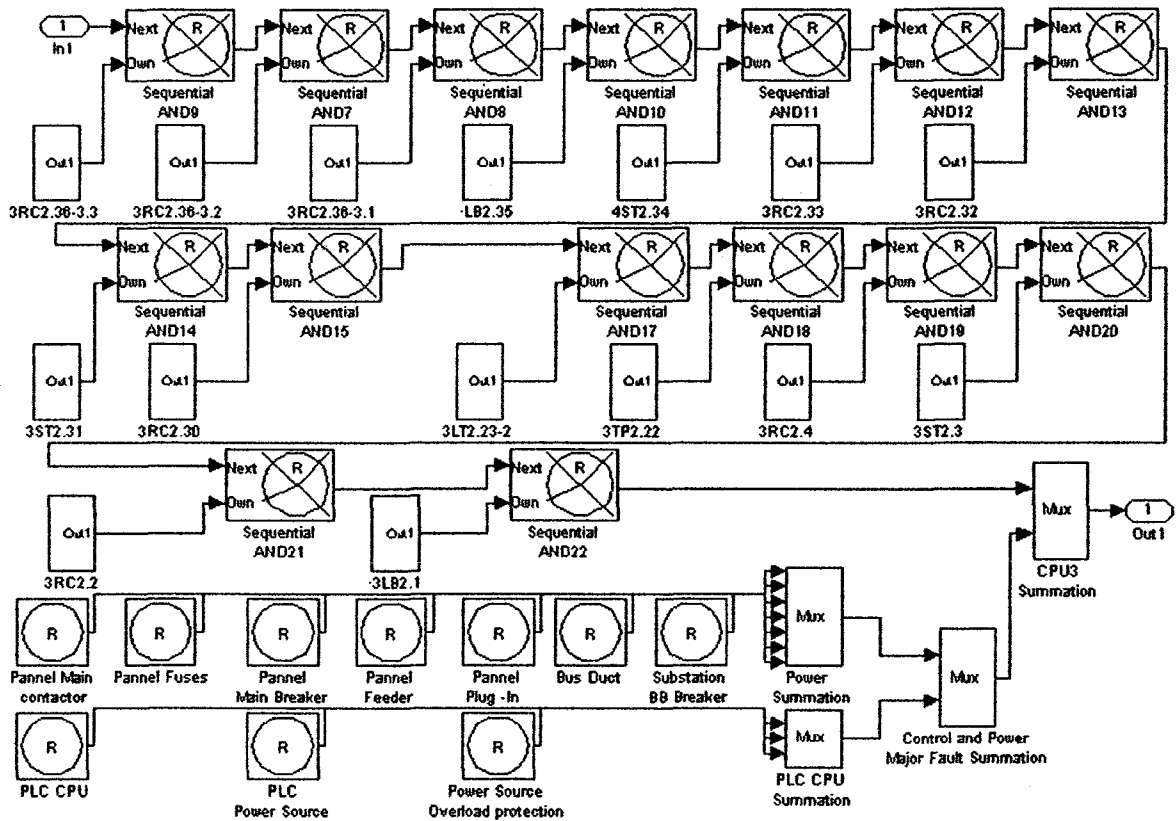 1
In1
Next R Next R Next R Next R Next R Next R Next R
Own Own Own Own Own Own Own
Sequential Sequential Sequential Sequential Sequential Sequential Sequential
AND9 AND7 AND8 AND10 AND11 AND12 AND13
Out1 Out1 Out1 Out1 Out1 Out1 Out1
3RC2.36-3.3 3RC2.36-3.2 3RC2.36-3.1 -LB2.35 4ST2.34 3RC2.33 3RC2.32
Next R Next R Next R Next R Next R Next R
Own Own Own Own Own Own
Sequential Sequential Sequential Sequential Sequential Sequential
AND14 AND15 AND17 AND18 AND19 AND20
Out1 Out1 Out1 Out1 Out1 Out1
3ST2.31 3RC2.30 3LT2.23-2 3TP2.22 3RC2.4 3ST2.3
Next R Next R
Own Own
Sequential Sequential
AND21 AND22
Out1 Out1
3RC2.2 -3LB2.1
Mux
1
Out1
CPU3
Summation
R R R R R R R
Pannel Main
contactor
Pannel Fuses
Pannel
Main Breaker
Pannel
Feeder
Pannel
Plug -In
Bus Duct
Substation
BB Breaker
Mux
Power
Summation
Mux
Control and Power
Major Fault Summation
R R R
PLC CPU
PLC
Power Source
Power Source
Overload protection
Mux
PLC CPU
Summation